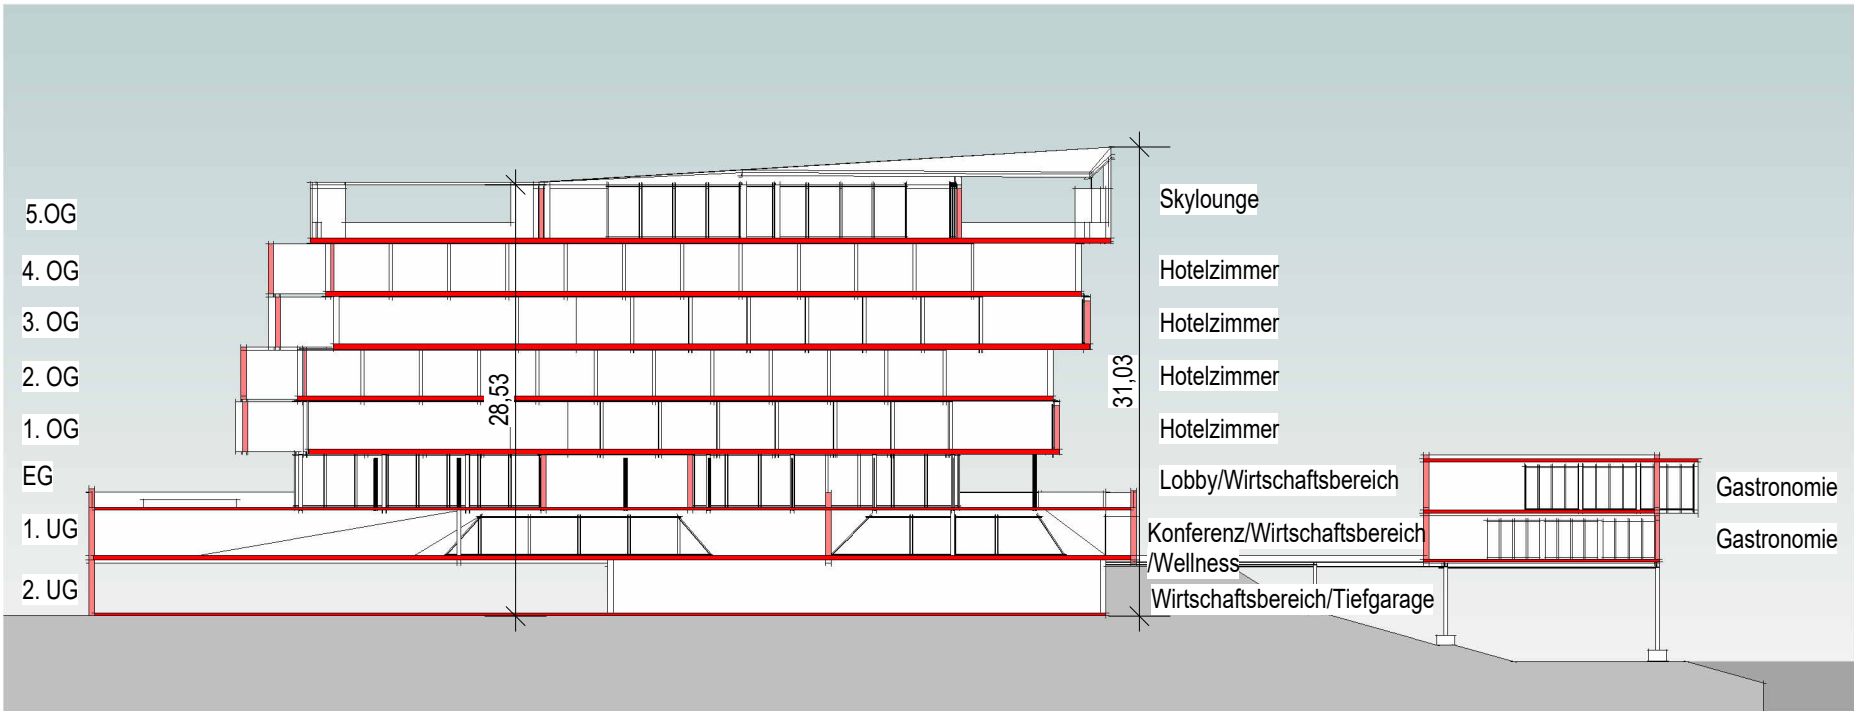 5.OG
Skylounge
4. OG
Hotelzimmer
3. OG
Hotelzimmer
2. OG
Hotelzimmer
28,53
31,03
1. OG
Hotelzimmer
EG
Lobby/Wirtschaftsbereich
Gastronomie
1. UG
Konferenz/Wirtschaftsbereich
/Wellness
Gastronomie
2. UG
Wirtschaftsbereich/Tiefgarage